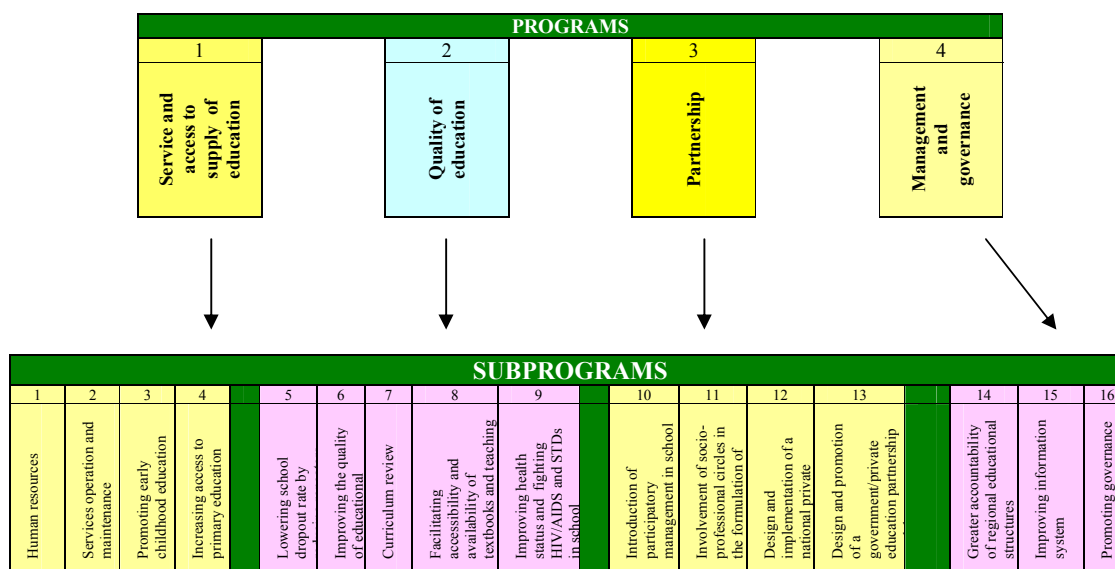 PROGRAMS
1
2
3
4
Service and
access to
supply of
education
Quality of
education
Partnership
Management
and
governance
SUBPROGRAMS
1
2
3
4
5
6
7
8
9
10
11
12
13
14
15
16
Human resources
Services operation and
maintenance
Promoting early
childhood education
Increasing access to
primary education
Lowering school
dropout rate by
Improving the quality
of educational
Curriculum review
Facilitating
accessibility and
availability of
textbooks and teaching
Improving health
status and fighting
HIV/AIDS and STDs
in school
Introduction of
participatory
management in school
Involvement of socio-
professional circles in
the formulation of
Design and
implementation of a
national private
Design and promotion
of a
government/private
education partnership
Greater accountability
of regional educational
structures
Improving information
system
Promoting governance